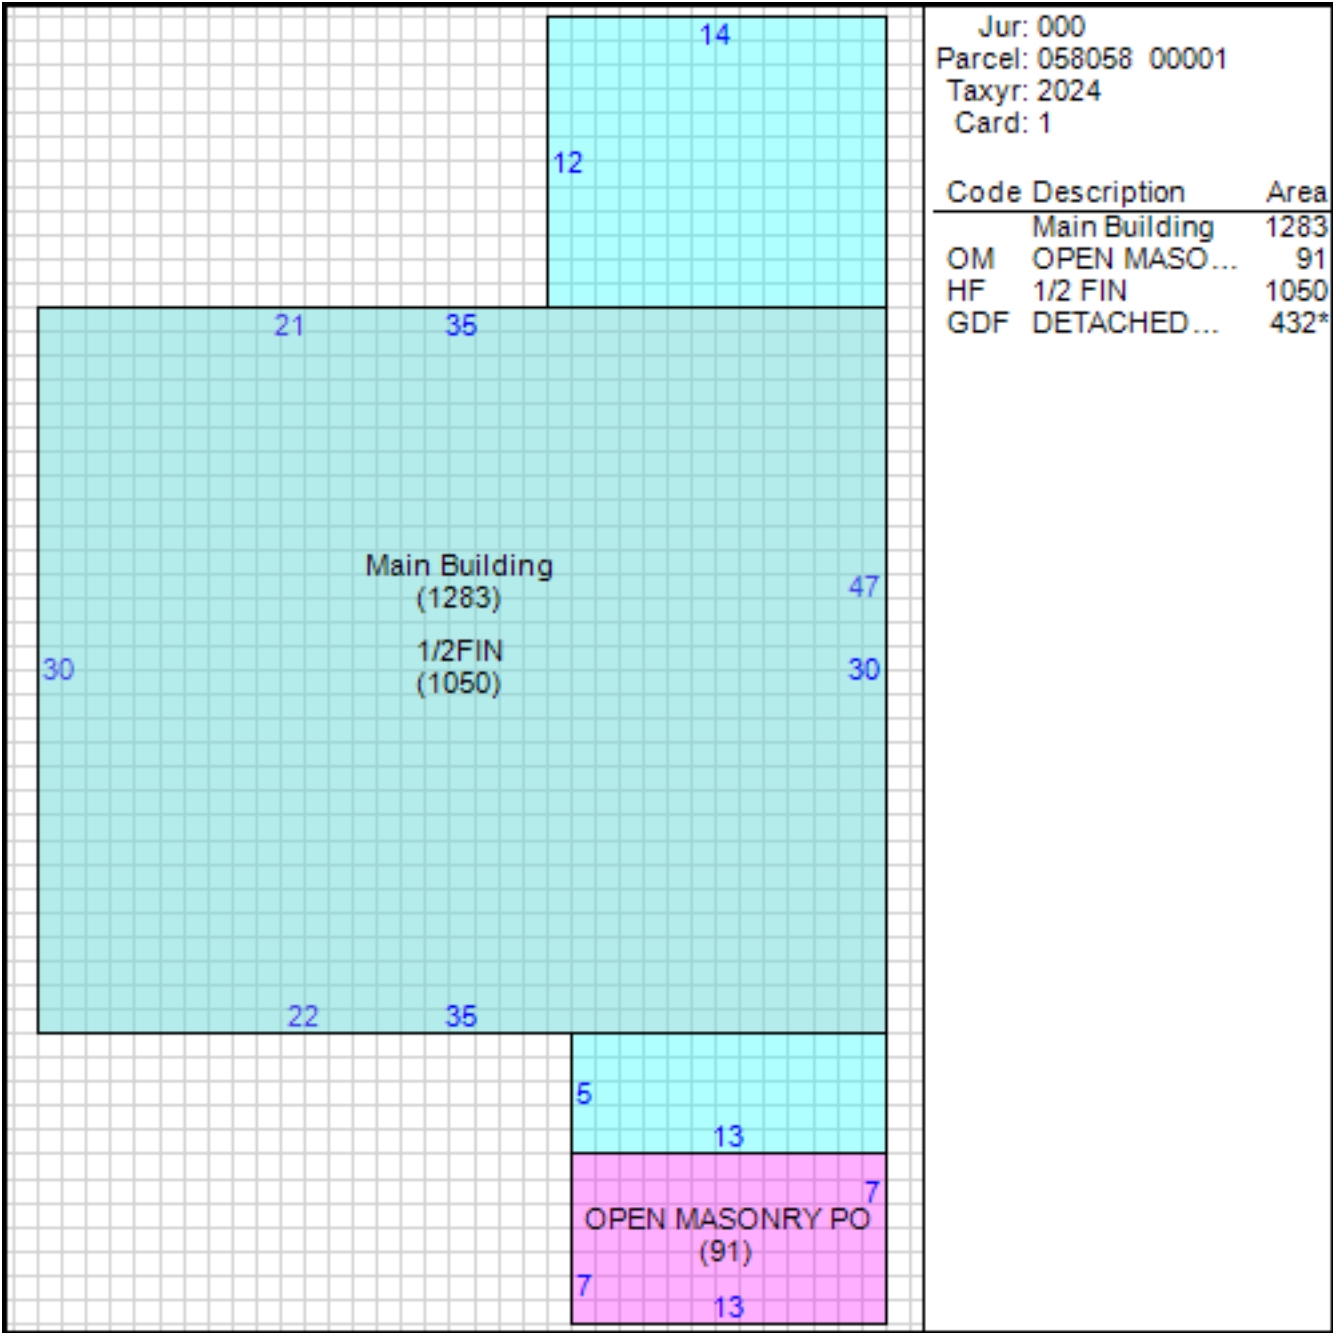 14
12
21 35
Main Building
(1283)
47
1/2FIN
30 30
(1050)
22 35
5
13
7
OPEN MASONRY PO
(91)
7
13
Jur: 000
Parcel: 058058 00001
Taxyr: 2024
Card: 1
Code Description Area
Main Building 1283
OM OPEN MASO... 91
HF 1/2 FIN 1050
GDF DETACHED... 432*